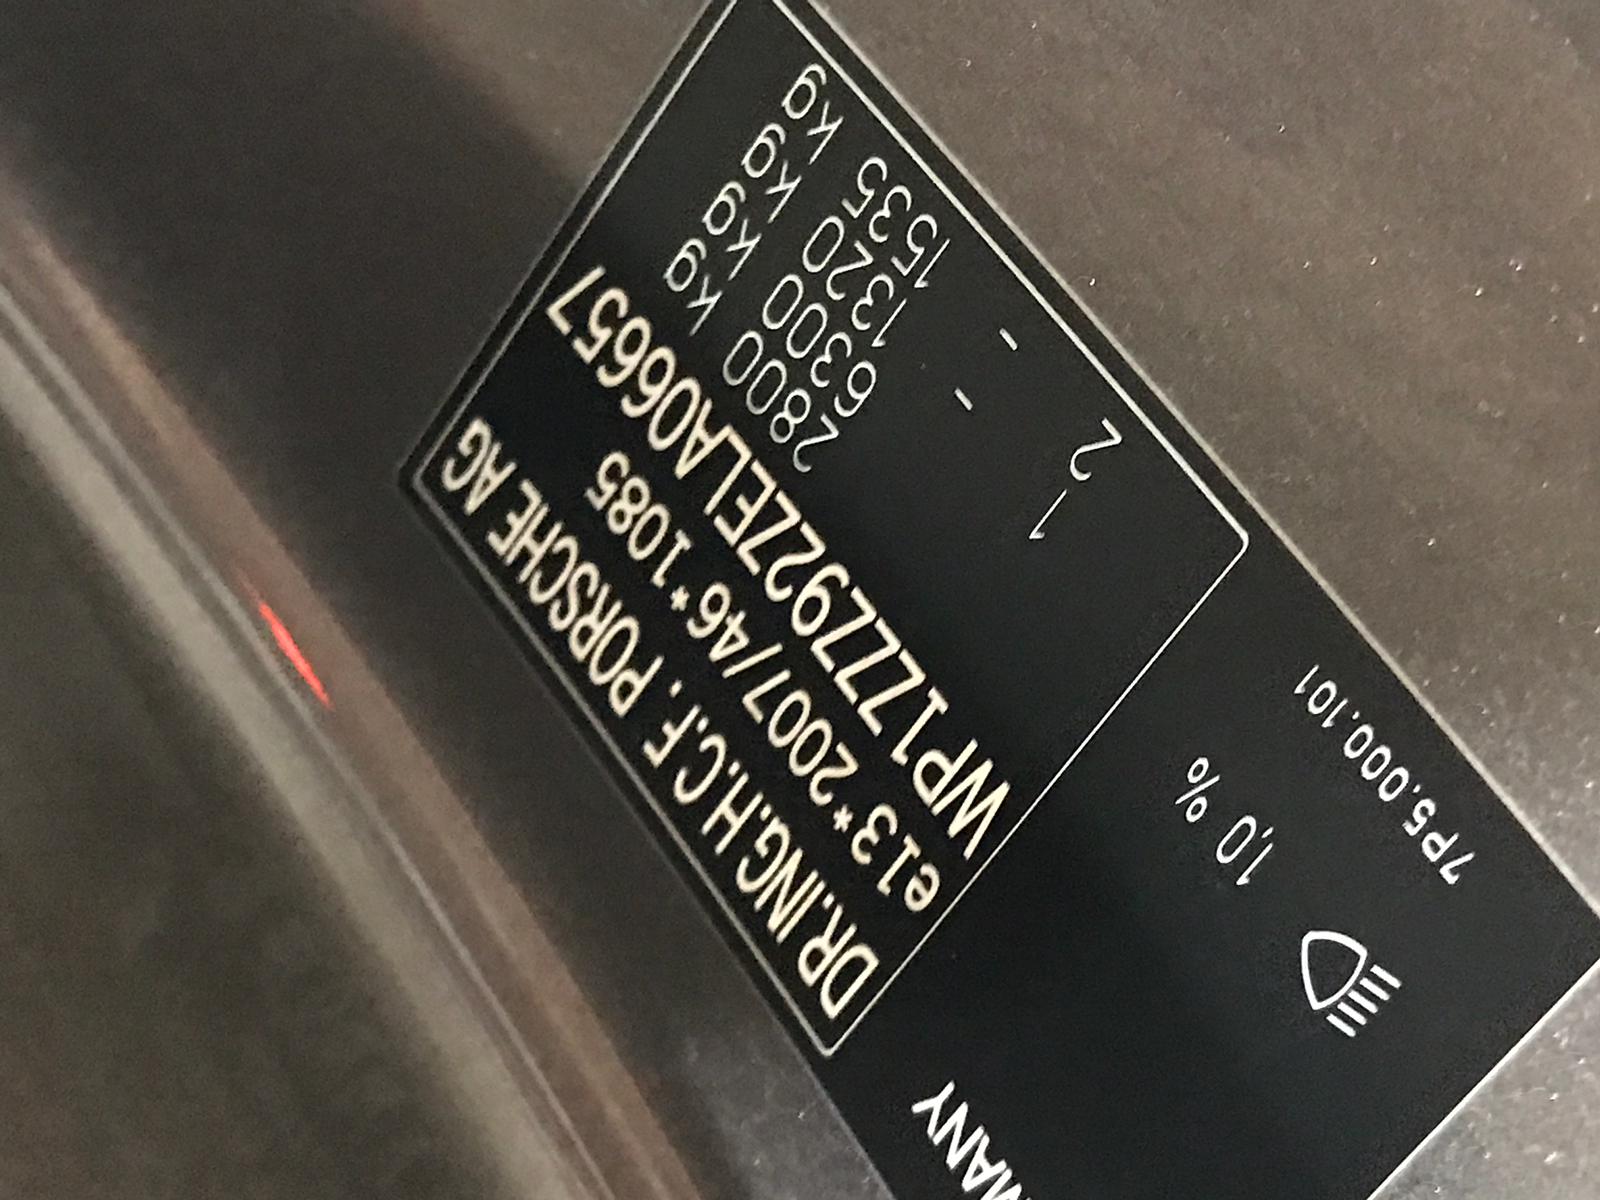 DR.ING.H.C.F. PORSCHE AG
e13*2007/46*1085
WP1ZZZ92ZELA06657
2800 kg
6300 kg
1- 1320 kg
2- 1535 kg
7P5.000.101
1,0 %
MANY